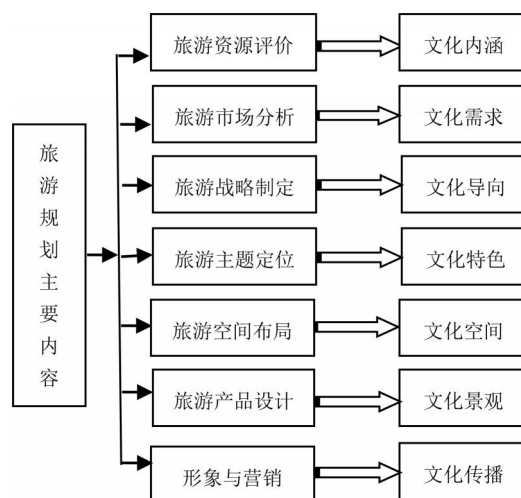 旅游规划主要内容
旅游资源评价
文化内涵
旅游市场分析
文化需求
旅游战略制定
文化导向
旅游主题定位
文化特色
旅游空间布局
文化空间
旅游产品设计
文化景观
形象与营销
文化传播